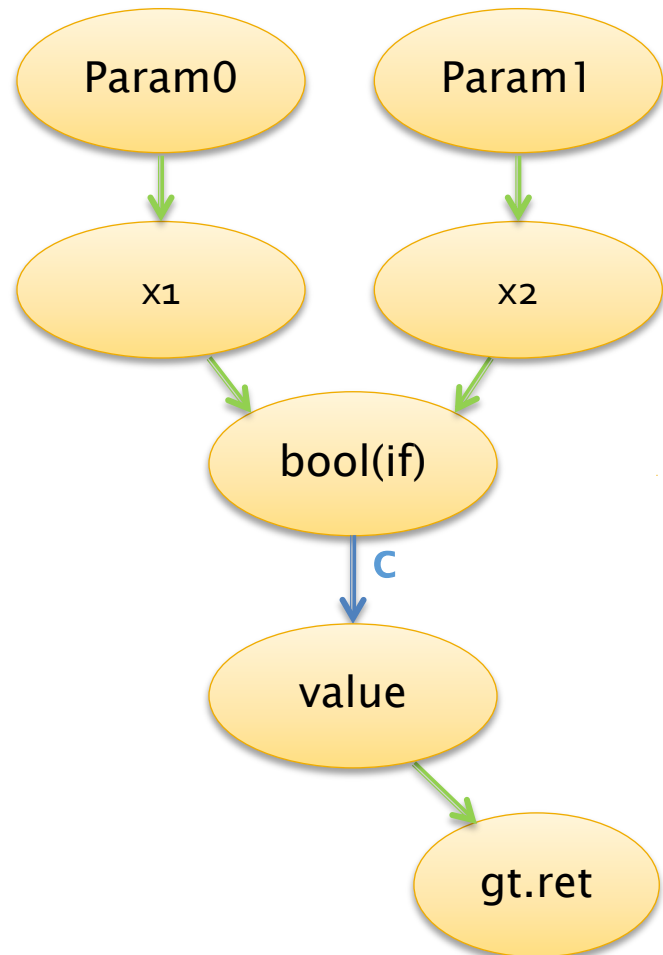 Param0
Param1
x1
x2
bool(if)
C
value
gt.ret